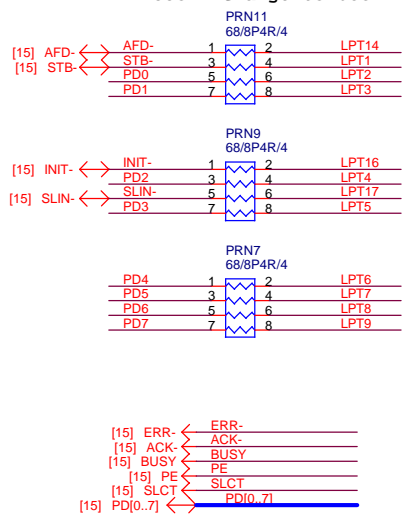 PRN11
68/8P4R/4
[15] AFD- AFD- 1 2 LPT14
[15] STB- STB- 3 4 LPT1
PD0 5 6 LPT2
PD1 7 8 LPT3
PRN9
68/8P4R/4
[15] INIT- INIT- 1 2 LPT16
PD2 3 4 LPT4
[15] SLIN- SLIN- 5 6 LPT17
PD3 7 8 LPT5
PRN7
68/8P4R/4
PD4 1 2 LPT6
PD5 3 4 LPT7
PD6 5 6 LPT8
PD7 7 8 LPT9
[15] ERR- ERR-
[15] ACK- ACK-
[15] BUSY BUSY
[15] PE PE
[15] SLCT SLCT
[15] PD[0..7] PD[0..7]